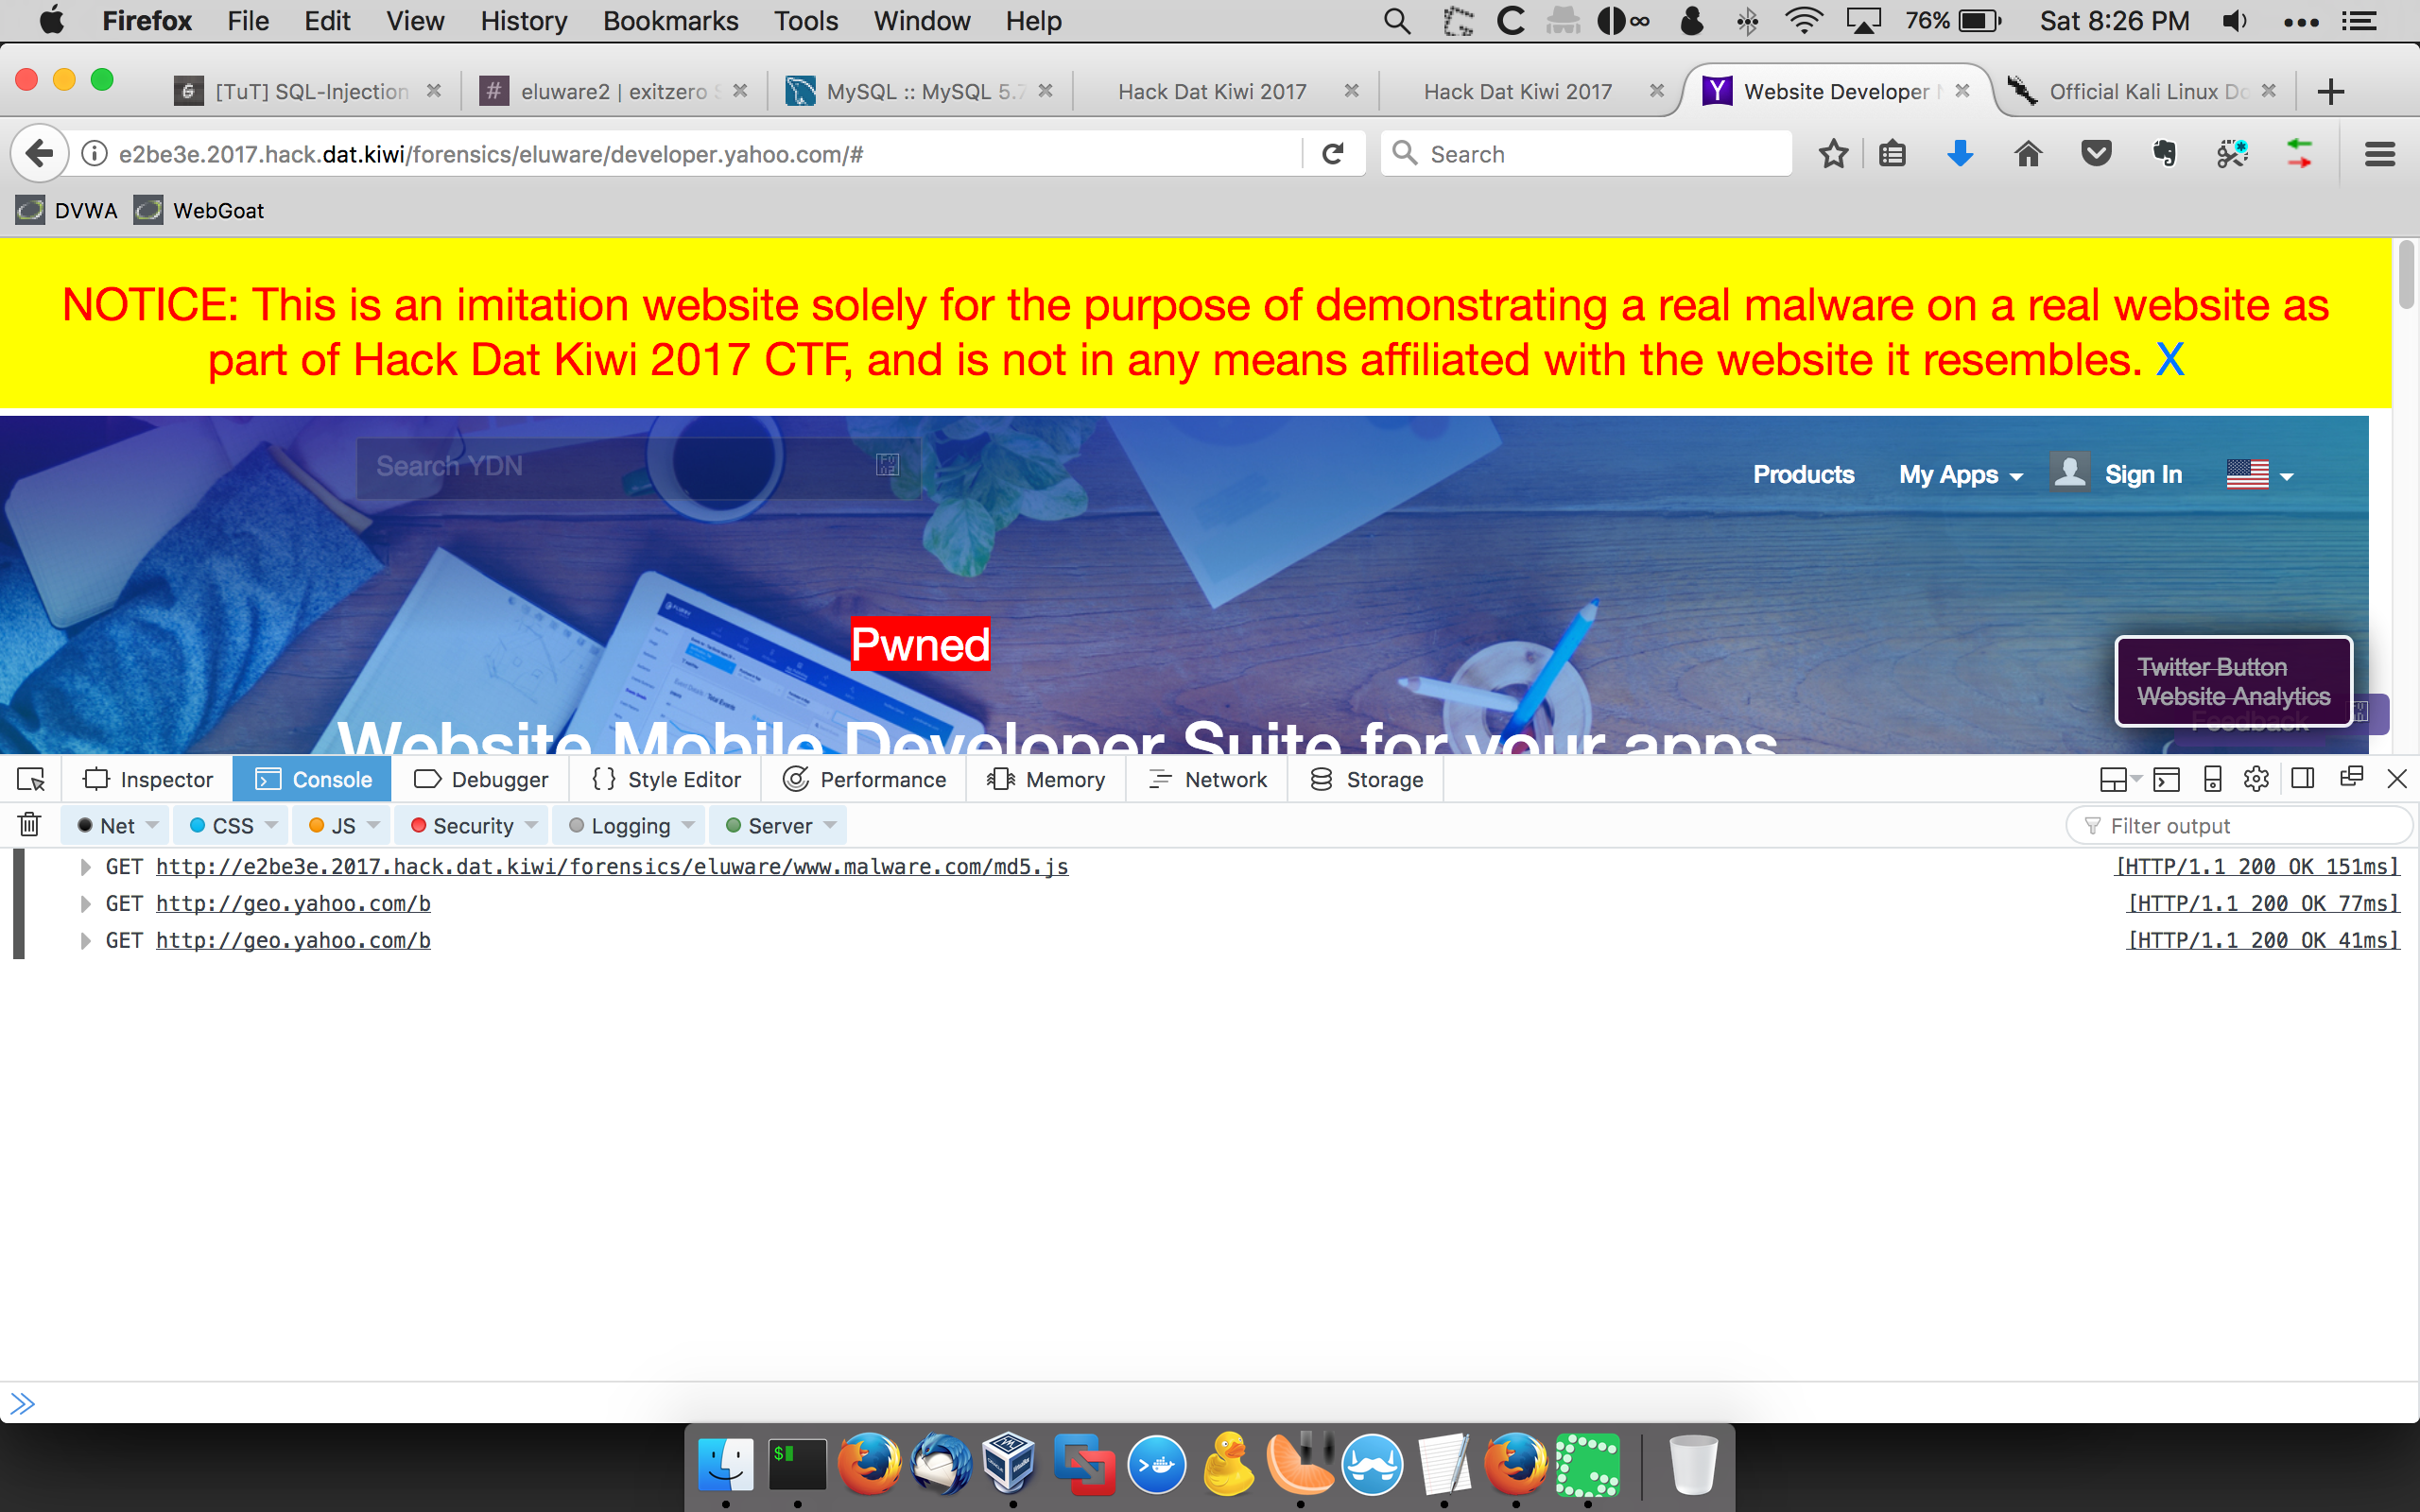 Firefox File Edit View History Bookmarks Tools Window Help 76% Sat 8:26 PM
[TuT] SQL-Injection eluware2 | exitzero MySQL :: MySQL 5.7 Hack Dat Kiwi 2017 Hack Dat Kiwi 2017 Website Developer Official Kali Linux Do
e2be3e.2017.hack.dat.kiwi/forensics/eluware/developer.yahoo.com/# Search
DVWA WebGoat
NOTICE: This is an imitation website solely for the purpose of demonstrating a real malware on a real website as
part of Hack Dat Kiwi 2017 CTF, and is not in any means affiliated with the website it resembles. X
Search YDN Products My Apps Sign In
Pwned
Twitter Button
Website Analytics
Feedback
Website Mobile Developer Suite for your apps
Inspector Console Debugger Style Editor Performance Memory Network Storage
Net CSS JS Security Logging Server Filter output
GET http://e2be3e.2017.hack.dat.kiwi/forensics/eluware/www.malware.com/md5.js [HTTP/1.1 200 OK 151ms]
GET http://geo.yahoo.com/b [HTTP/1.1 200 OK 77ms]
GET http://geo.yahoo.com/b [HTTP/1.1 200 OK 41ms]